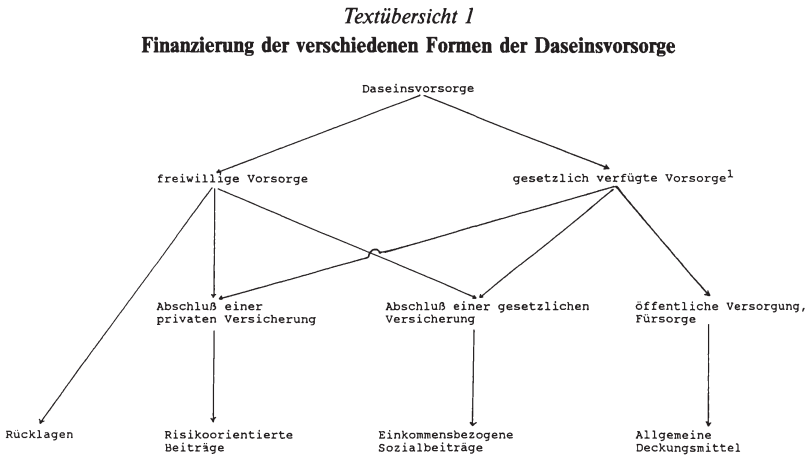 Textübersicht 1
Finanzierung der verschiedenen Formen der Daseinsvorsorge
Daseinsvorsorge
freiwillige Vorsorge
gesetzlich verfügte Vorsorge¹
Abschluß einer
privaten Versicherung
Abschluß einer gesetzlichen
Versicherung
öffentliche Versorgung,
Fürsorge
Rücklagen
Risikoorientierte
Beiträge
Einkommensbezogene
Sozialbeiträge
Allgemeine
Deckungsmittel